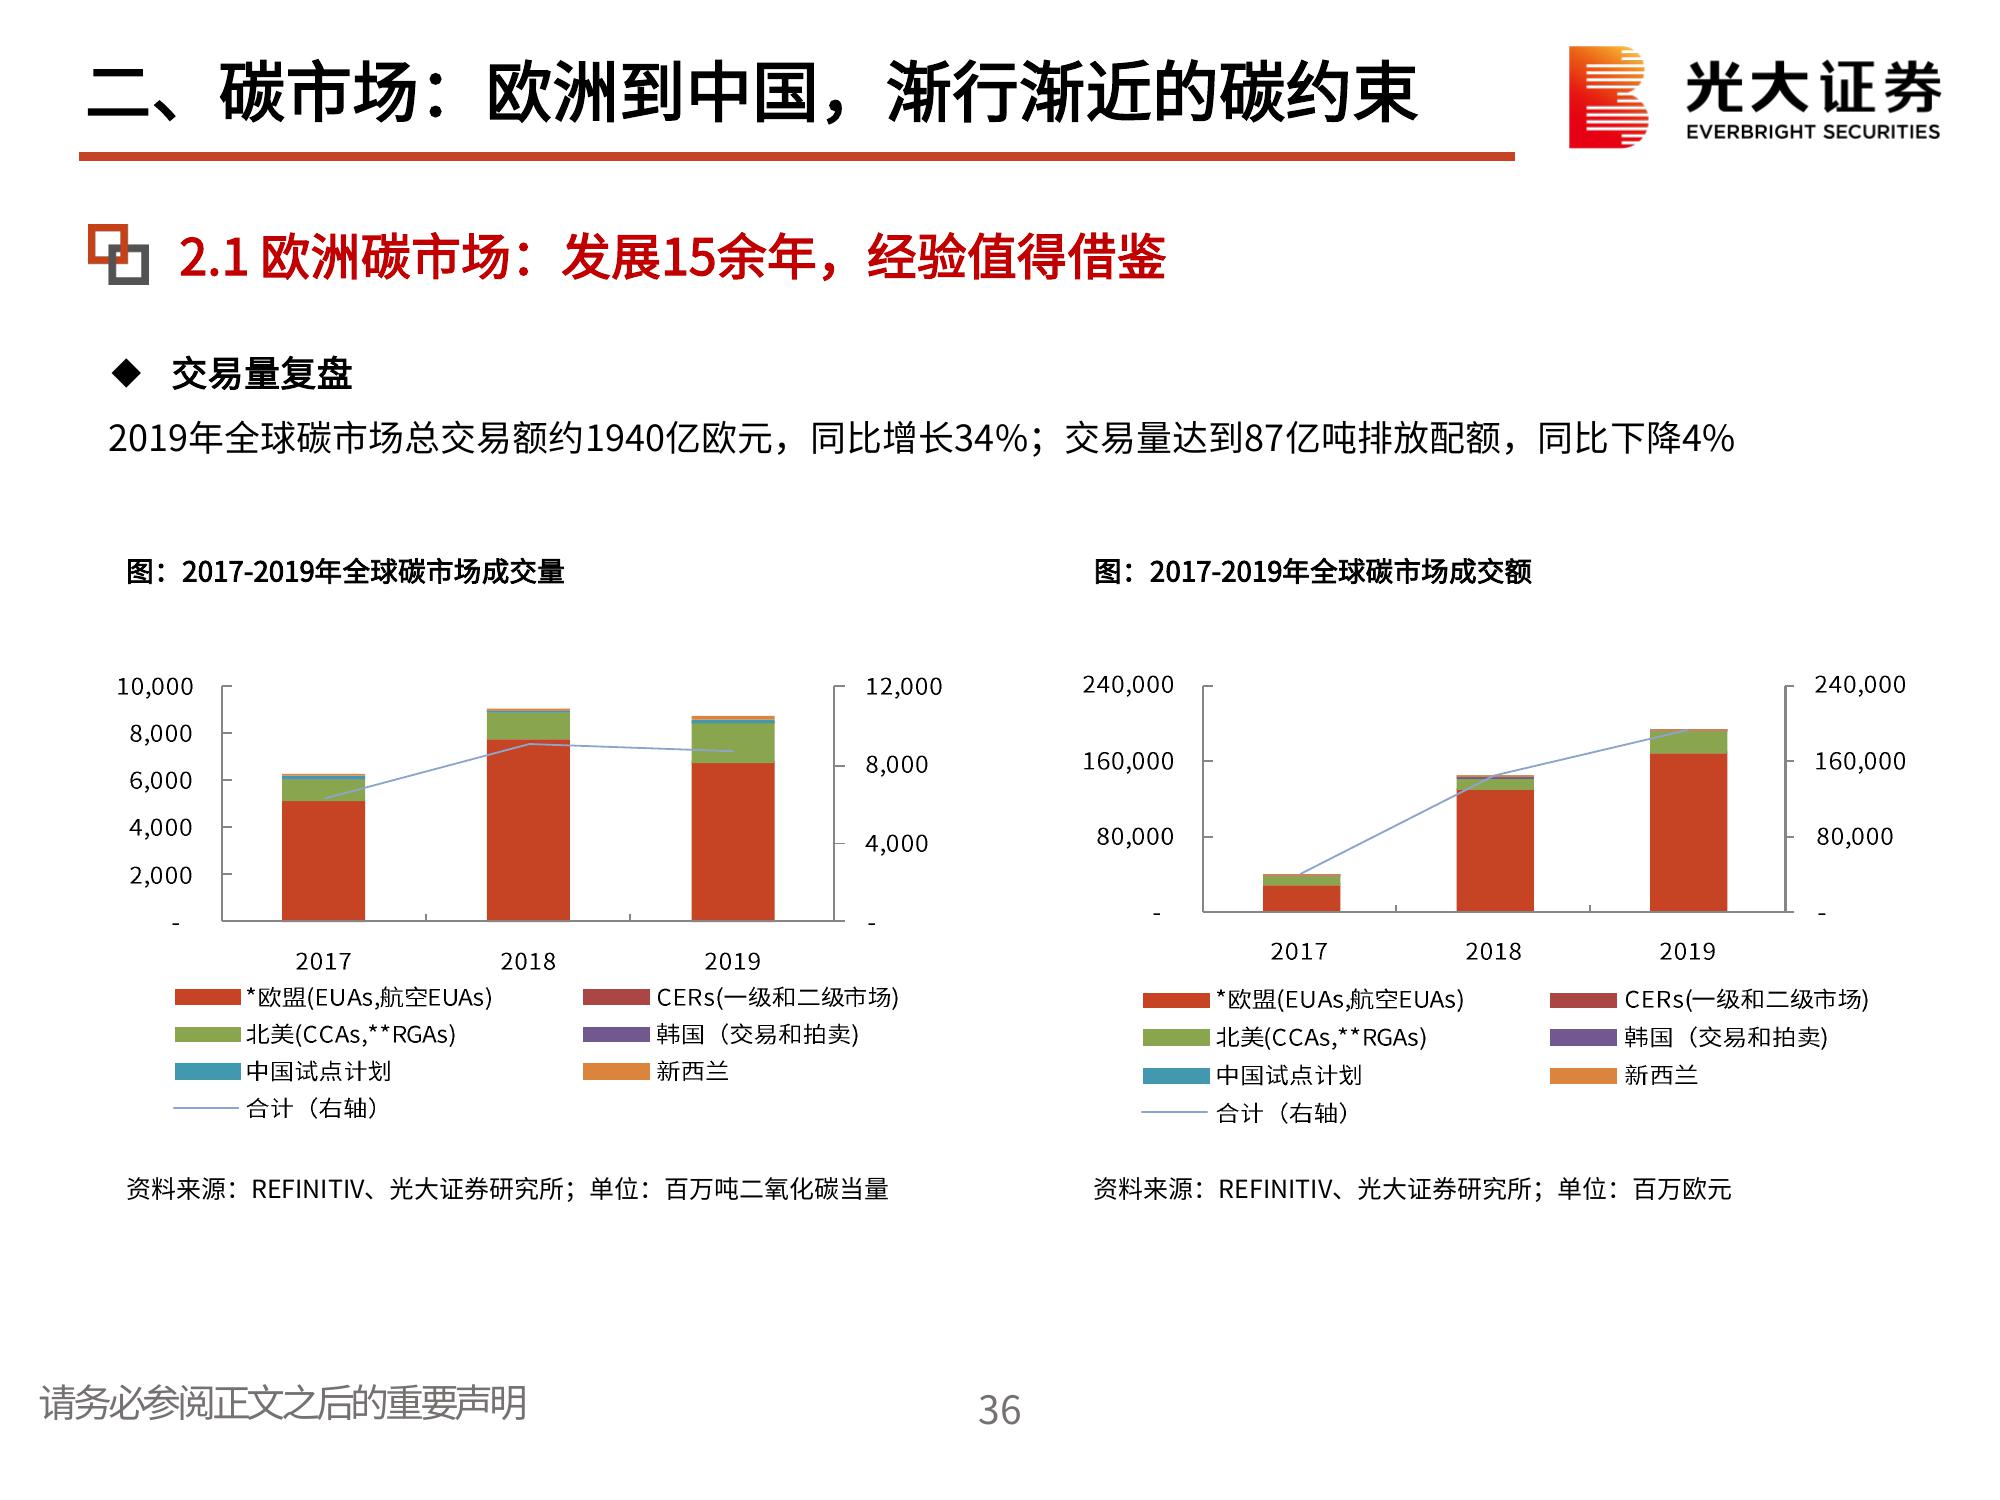 二、碳市场：欧洲到中国，渐行渐近的碳约束
光大证券
EVERBRIGHT SECURITIES
2.1 欧洲碳市场：发展15余年，经验值得借鉴
◆ 交易量复盘
2019年全球碳市场总交易额约1940亿欧元，同比增长34%；交易量达到87亿吨排放配额，同比下降4%
图：2017-2019年全球碳市场成交量
10,000
8,000
6,000
4,000
2,000
-
12,000
8,000
4,000
-
2017 2018 2019
*欧盟(EUAs,航空EUAs) CERs(一级和二级市场)
北美(CCAs,**RGAs) 韩国（交易和拍卖)
中国试点计划 新西兰
合计（右轴）
资料来源：REFINITIV、光大证券研究所；单位：百万吨二氧化碳当量
图：2017-2019年全球碳市场成交额
240,000
160,000
80,000
-
240,000
160,000
80,000
-
2017 2018 2019
*欧盟(EUAs,航空EUAs) CERs(一级和二级市场)
北美(CCAs,**RGAs) 韩国（交易和拍卖)
中国试点计划 新西兰
合计（右轴）
资料来源：REFINITIV、光大证券研究所；单位：百万欧元
请务必参阅正文之后的重要声明
36